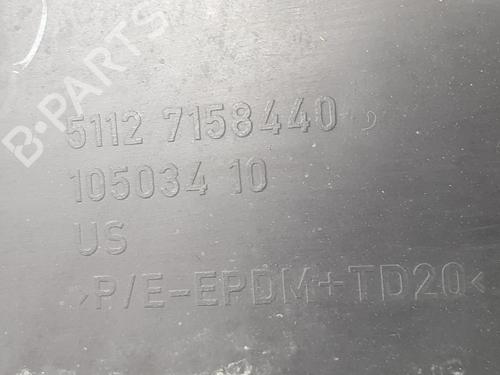 B-PARTS
5112 7158440,
105034 10
US
>P/E-EPDM+TD20<